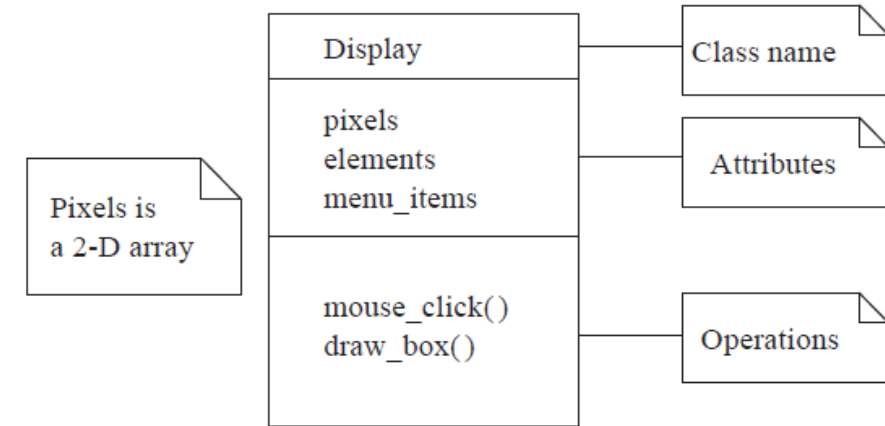 Display
Class name
pixels
elements
menu_items
Attributes
Pixels is
a 2-D array
mouse_click()
draw_box()
Operations